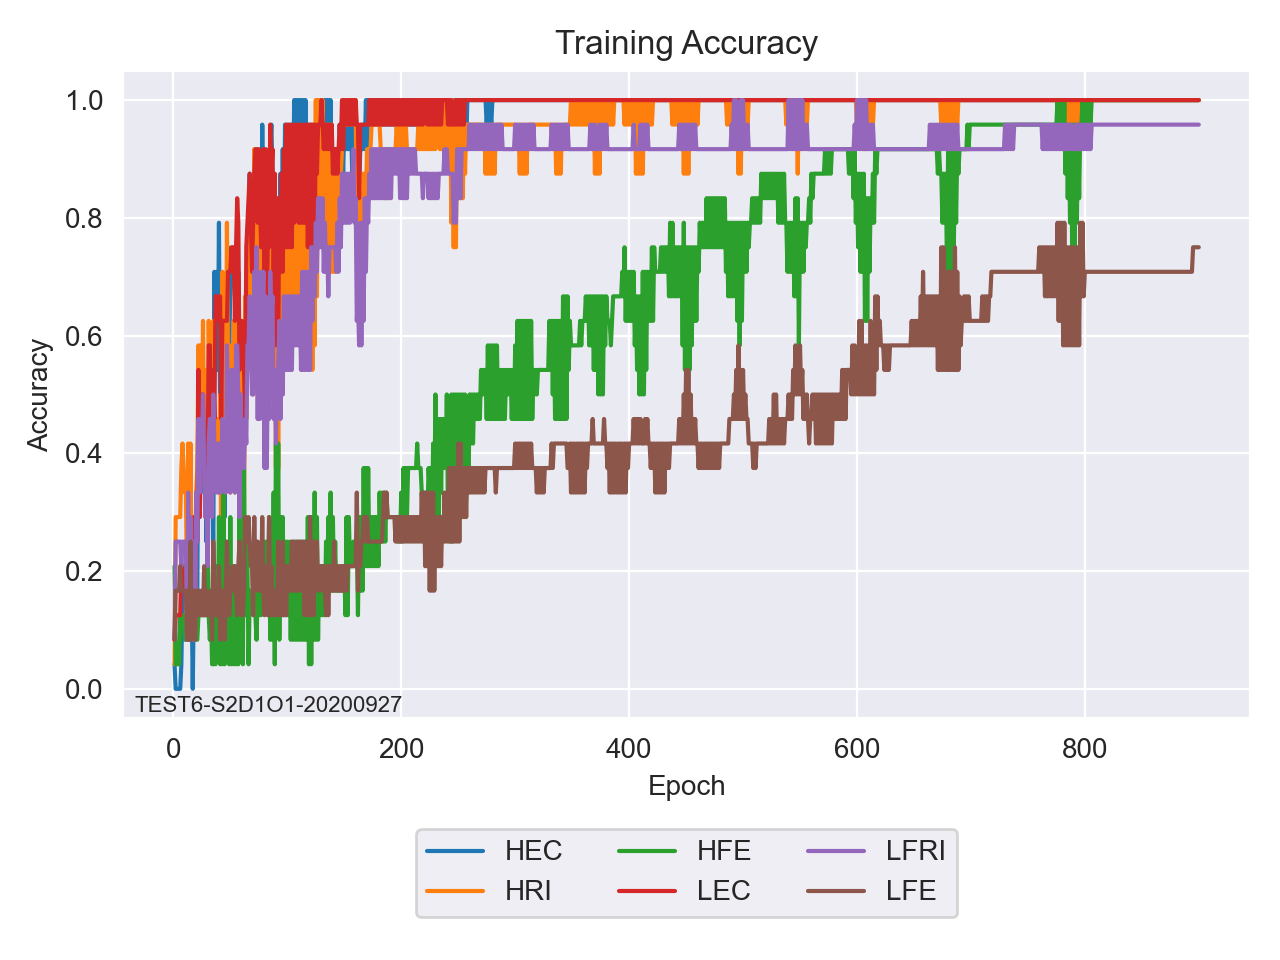 Training Accuracy
1.0
0.8
0.6
0.4
0.2
0.0
Accuracy
TEST6-S2D1O1-20200927
0 200 400 600 800
Epoch
HEC HFE LFRI
HRI LEC LFE